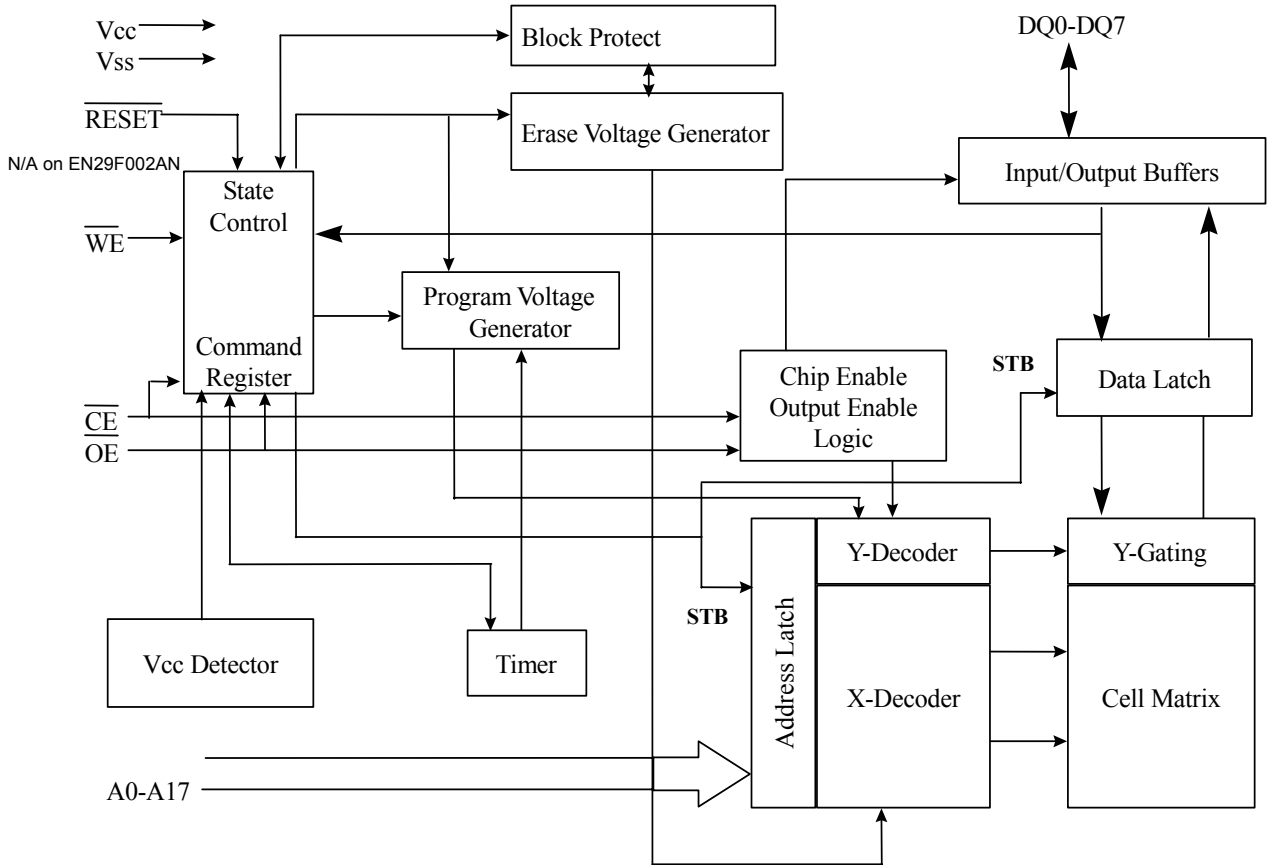 Vcc
Vss
Block Protect
DQ0-DQ7
RESET
Erase Voltage Generator
N/A on EN29F002AN
Input/Output Buffers
State
Control
WE
Program Voltage
Generator
Command
Register
Chip Enable
Output Enable
Logic
STB
Data Latch
CE
OE
Y-Decoder
Y-Gating
STB
Address Latch
Vcc Detector
Timer
X-Decoder
Cell Matrix
A0-A17